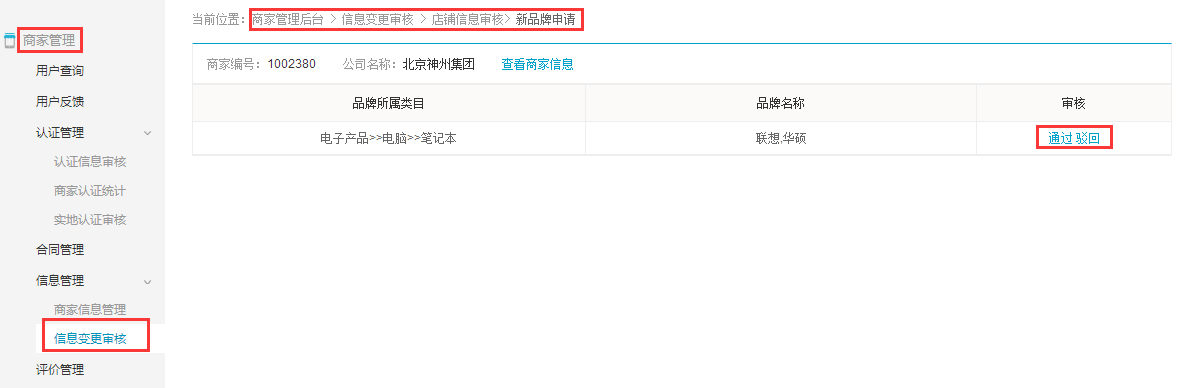 商家管理
用户查询
用户反馈
认证管理
认证信息审核
商家认证统计
实地认证审核
合同管理
信息管理
商家信息管理
信息变更审核
评价管理
当前位置：商家管理后台 > 信息变更审核 > 店铺信息审核> 新品牌申请
商家编号：1002380 公司名称：北京神州集团 查看商家信息
品牌所属类目 品牌名称 审核
电子产品>>电脑>>笔记本 联想,华硕 通过 驳回